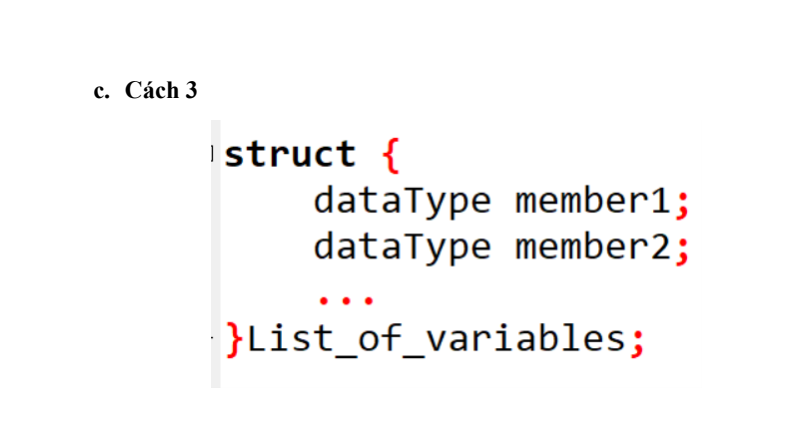 c. Cách 3
struct {
dataType member1;
dataType member2;
...
}List_of_variables;